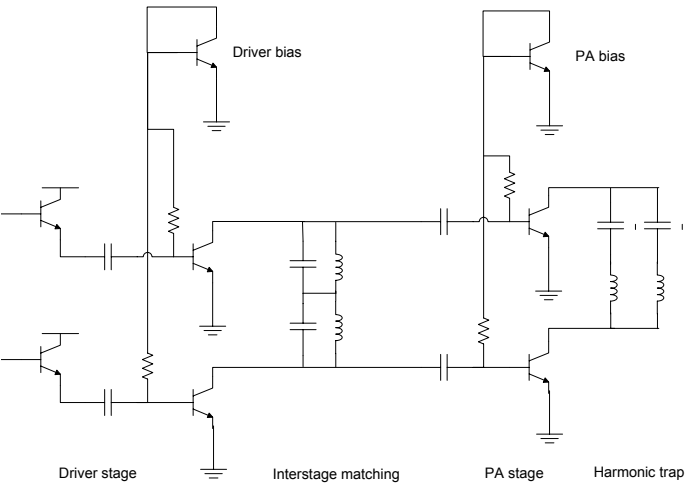 Driver bias
PA bias
Driver stage
Interstage matching
PA stage
Harmonic trap